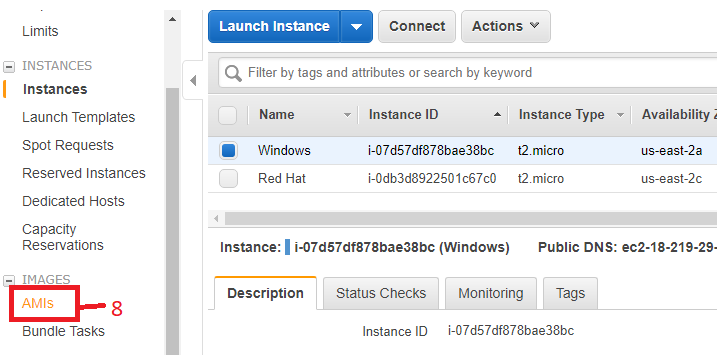 Limits
INSTANCES
Instances
Launch Templates
Spot Requests
Reserved Instances
Dedicated Hosts
Capacity
Reservations
IMAGES
AMIs
8
Bundle Tasks
Launch Instance Connect Actions
Filter by tags and attributes or search by keyword
Name Instance ID Instance Type Availability Z
Windows i-07d57df878bae38bc t2.micro us-east-2a
Red Hat i-0db3d8922501c67c0 t2.micro us-east-2c
Instance: i-07d57df878bae38bc (Windows) Public DNS: ec2-18-219-29-
Description Status Checks Monitoring Tags
Instance ID i-07d57df878bae38bc